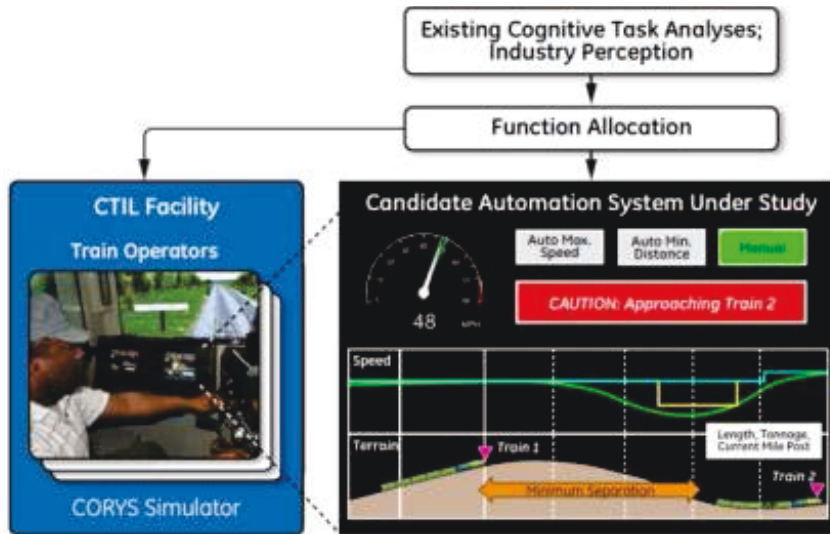 Existing Cognitive Task Analyses;
Industry Perception
Function Allocation
CTIL Facility
Train Operators
CORYS Simulator
Candidate Automation System Under Study
Auto Max.
Speed
Auto Min.
Distance
Manual
48
MPH
CAUTION: Approaching Train 2
Speed
Terrain
Train 1
Length, Tonnage,
Current Mile Post
Train 2
Minimum Separation